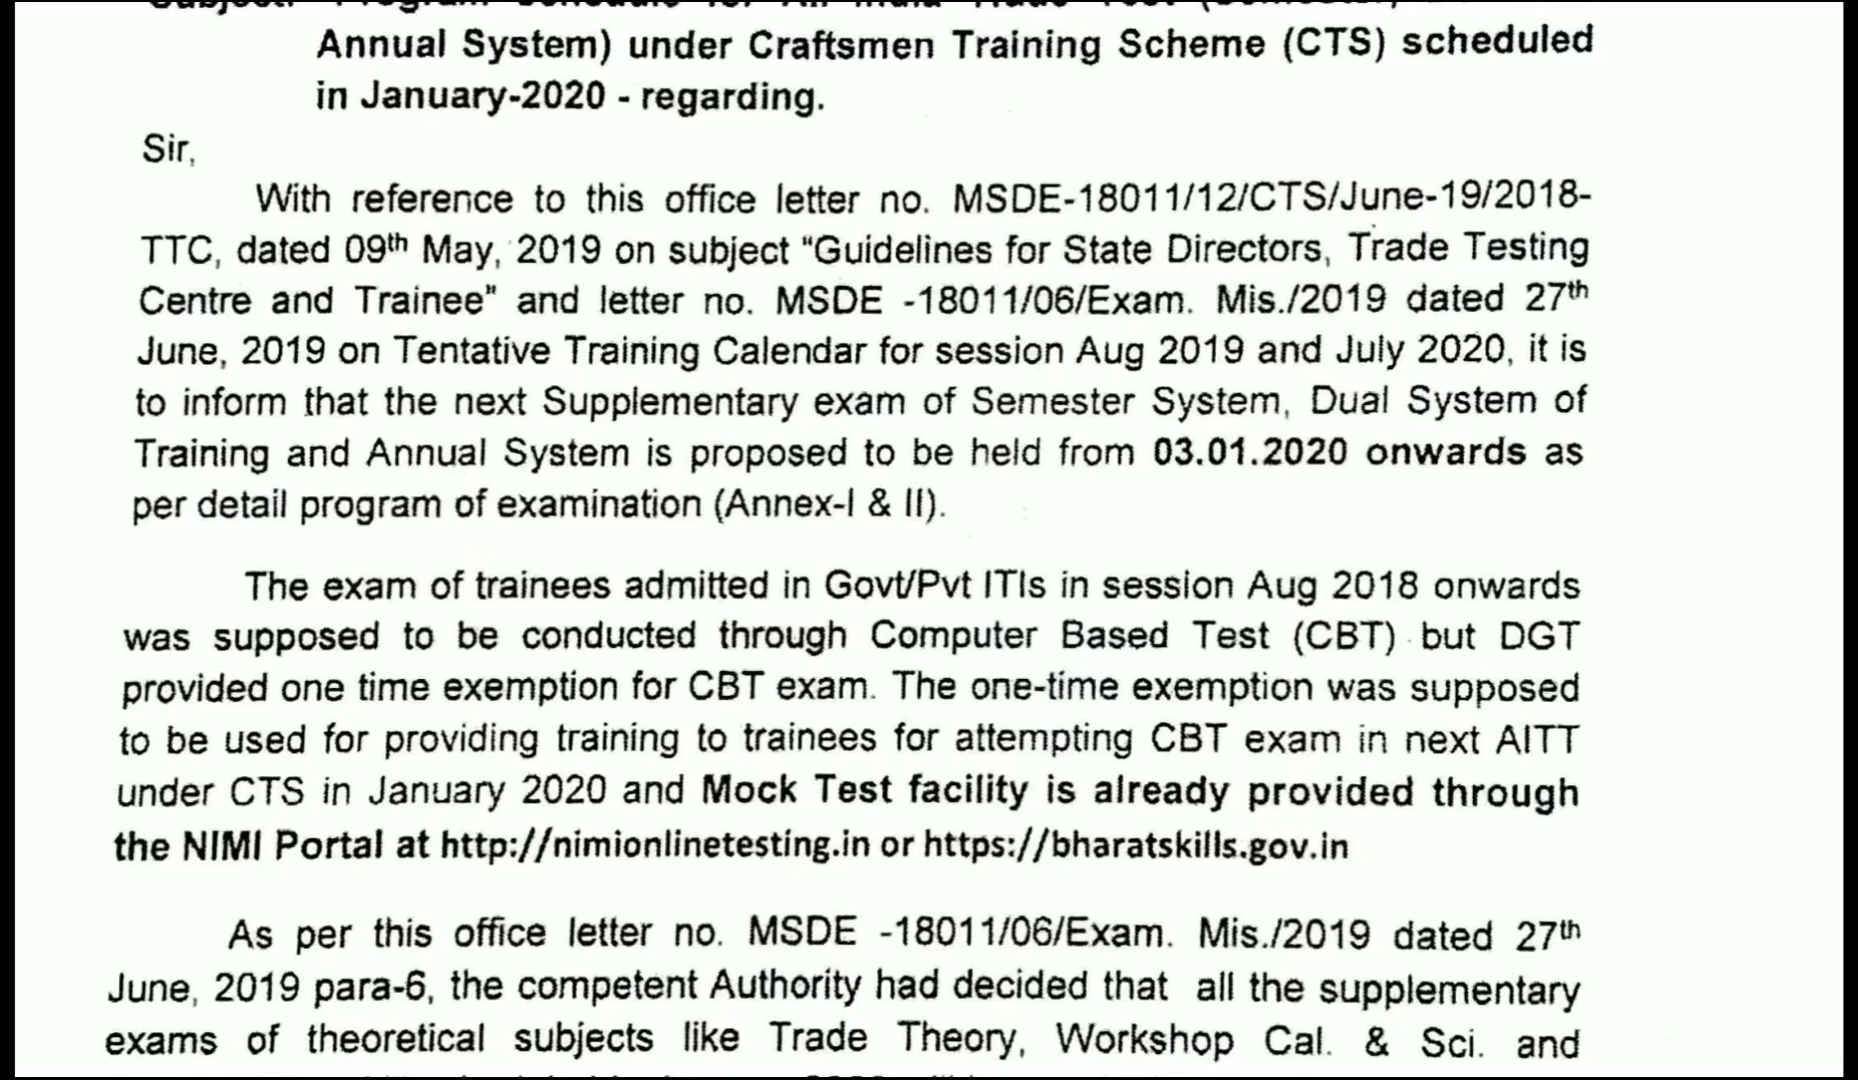 Annual System) under Craftsmen Training Scheme (CTS) scheduled
in January-2020 - regarding.
Sir,
With reference to this office letter no. MSDE-18011/12/CTS/June-19/2018-
TTC, dated 09th May, 2019 on subject "Guidelines for State Directors, Trade Testing
Centre and Trainee" and letter no. MSDE -18011/06/Exam. Mis./2019 dated 27th
June, 2019 on Tentative Training Calendar for session Aug 2019 and July 2020, it is
to inform that the next Supplementary exam of Semester System, Dual System of
Training and Annual System is proposed to be held from 03.01.2020 onwards as
per detail program of examination (Annex-I & II).
The exam of trainees admitted in Govt/Pvt ITIs in session Aug 2018 onwards
was supposed to be conducted through Computer Based Test (CBT) but DGT
provided one time exemption for CBT exam. The one-time exemption was supposed
to be used for providing training to trainees for attempting CBT exam in next AITT
under CTS in January 2020 and Mock Test facility is already provided through
the NIMI Portal at http://nimionlinetesting.in or https://bharatskills.gov.in
As per this office letter no. MSDE -18011/06/Exam. Mis./2019 dated 27th
June, 2019 para-6, the competent Authority had decided that all the supplementary
exams of theoretical subjects like Trade Theory, Workshop Cal. & Sci. and